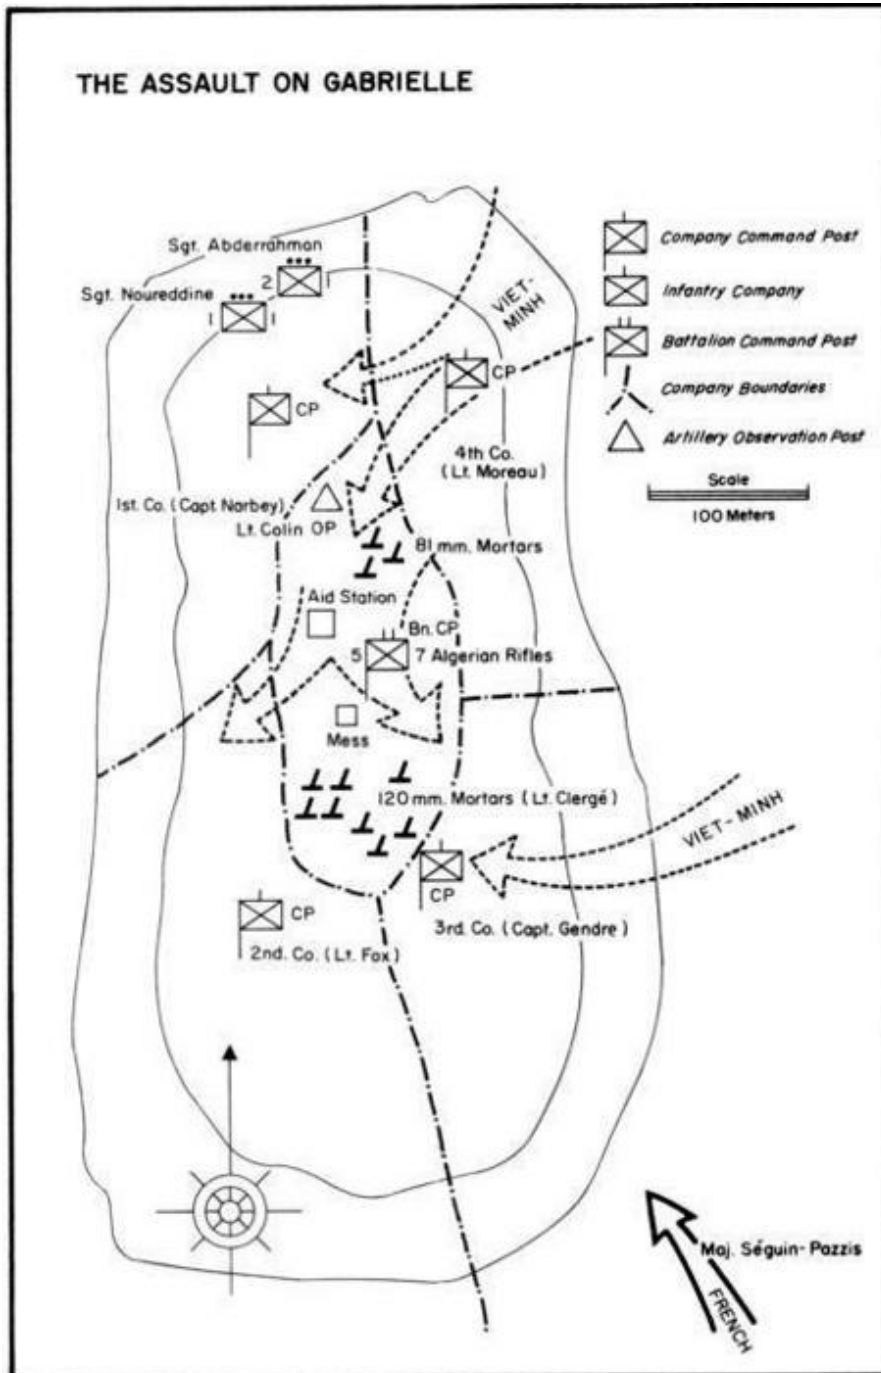 THE ASSAULT ON GABRIELLE
Sgt. Abderrahman
2 1
Sgt. Noureddine
1 1
VIET-
MINH
CP
CP
4th Co.
(Lt. Moreau)
1st. Co. (Capt. Narbey)
Lt. Colin OP
81 mm. Mortars
Aid Station
Bn. CP
5 7 Algerian Rifles
Mess
120 mm. Mortars (Lt. Clergé)
VIET-MINH
CP
3rd. Co. (Capt. Gendre)
CP
2nd. Co. (Lt. Fox)
Company Command Post
Infantry Company
Battalion Command Post
Company Boundaries
Artillery Observation Post
Scale
100 Meters
Maj. Séguin-Pazzis
FRENCH